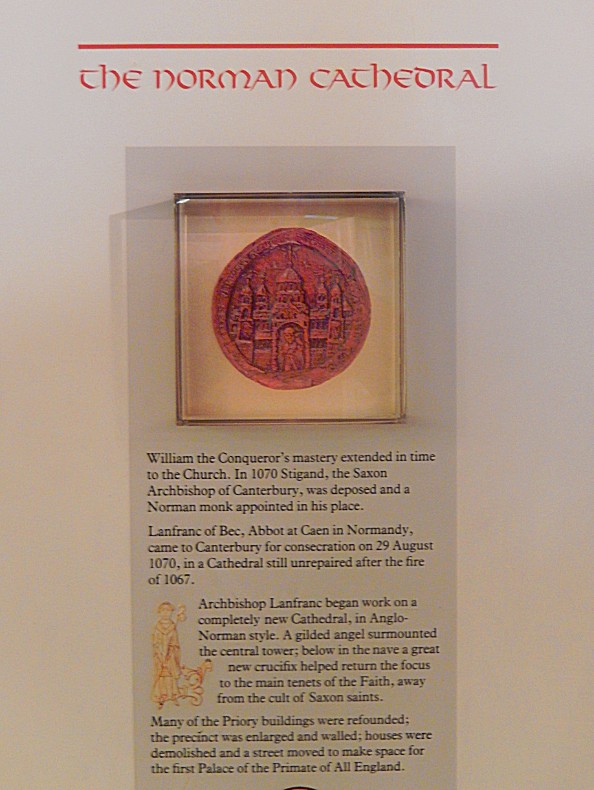 THE NORMAN CATHEDRAL
William the Conqueror's mastery extended in time
to the Church. In 1070 Stigand, the Saxon
Archbishop of Canterbury, was deposed and a
Norman monk appointed in his place.
Lanfranc of Bec, Abbot at Caen in Normandy,
came to Canterbury for consecration on 29 August
1070, in a Cathedral still unrepaired after the fire
of 1067.
Archbishop Lanfranc began work on a
completely new Cathedral, in Anglo-
Norman style. A gilded angel surmounted
the central tower; below in the nave a great
new crucifix helped return the focus
to the main tenets of the Faith, away
from the cult of Saxon saints.
Many of the Priory buildings were refounded;
the precinct was enlarged and walled; houses were
demolished and a street moved to make space for
the first Palace of the Primate of All England.